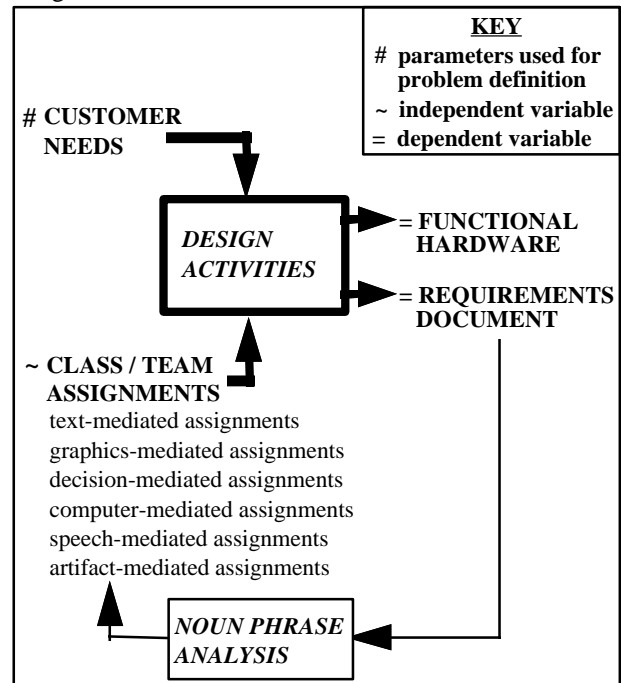 KEY
# parameters used for
problem definition
~ independent variable
= dependent variable
# CUSTOMER
NEEDS
DESIGN
ACTIVITIES
= FUNCTIONAL
HARDWARE
= REQUIREMENTS
DOCUMENT
~ CLASS / TEAM
ASSIGNMENTS
text-mediated assignments
graphics-mediated assignments
decision-mediated assignments
computer-mediated assignments
speech-mediated assignments
artifact-mediated assignments
NOUN PHRASE
ANALYSIS